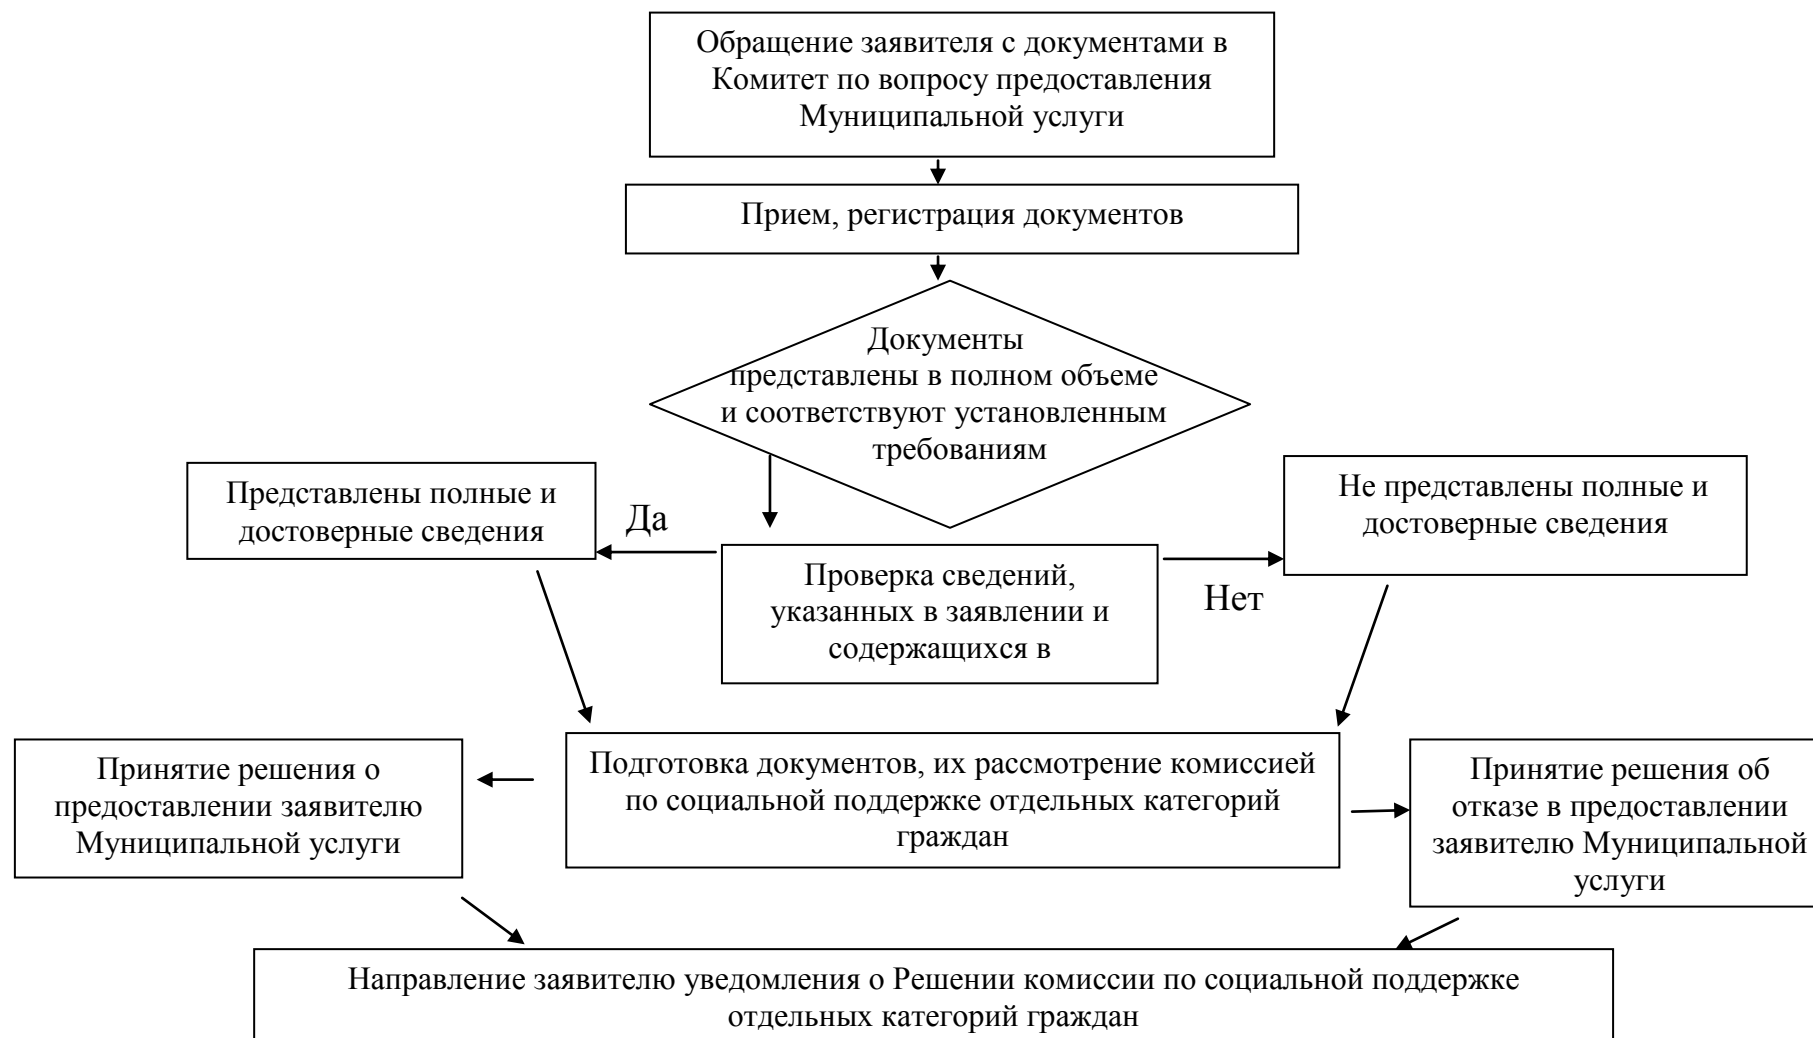 Обращение заявителя с документами в
Комитет по вопросу предоставления
Муниципальной услуги
Прием, регистрация документов
Документы
представлены в полном объеме
и соответствуют установленным
требованиям
Представлены полные и
достоверные сведения
Да
Проверка сведений,
указанных в заявлении и
содержащихся в
Нет
Не представлены полные и
достоверные сведения
Принятие решения о
предоставлении заявителю
Муниципальной услуги
Подготовка документов, их рассмотрение комиссией
по социальной поддержке отдельных категорий
граждан
Принятие решения об
отказе в предоставлении
заявителю Муниципальной
услуги
Направление заявителю уведомления о Решении комиссии по социальной поддержке
отдельных категорий граждан